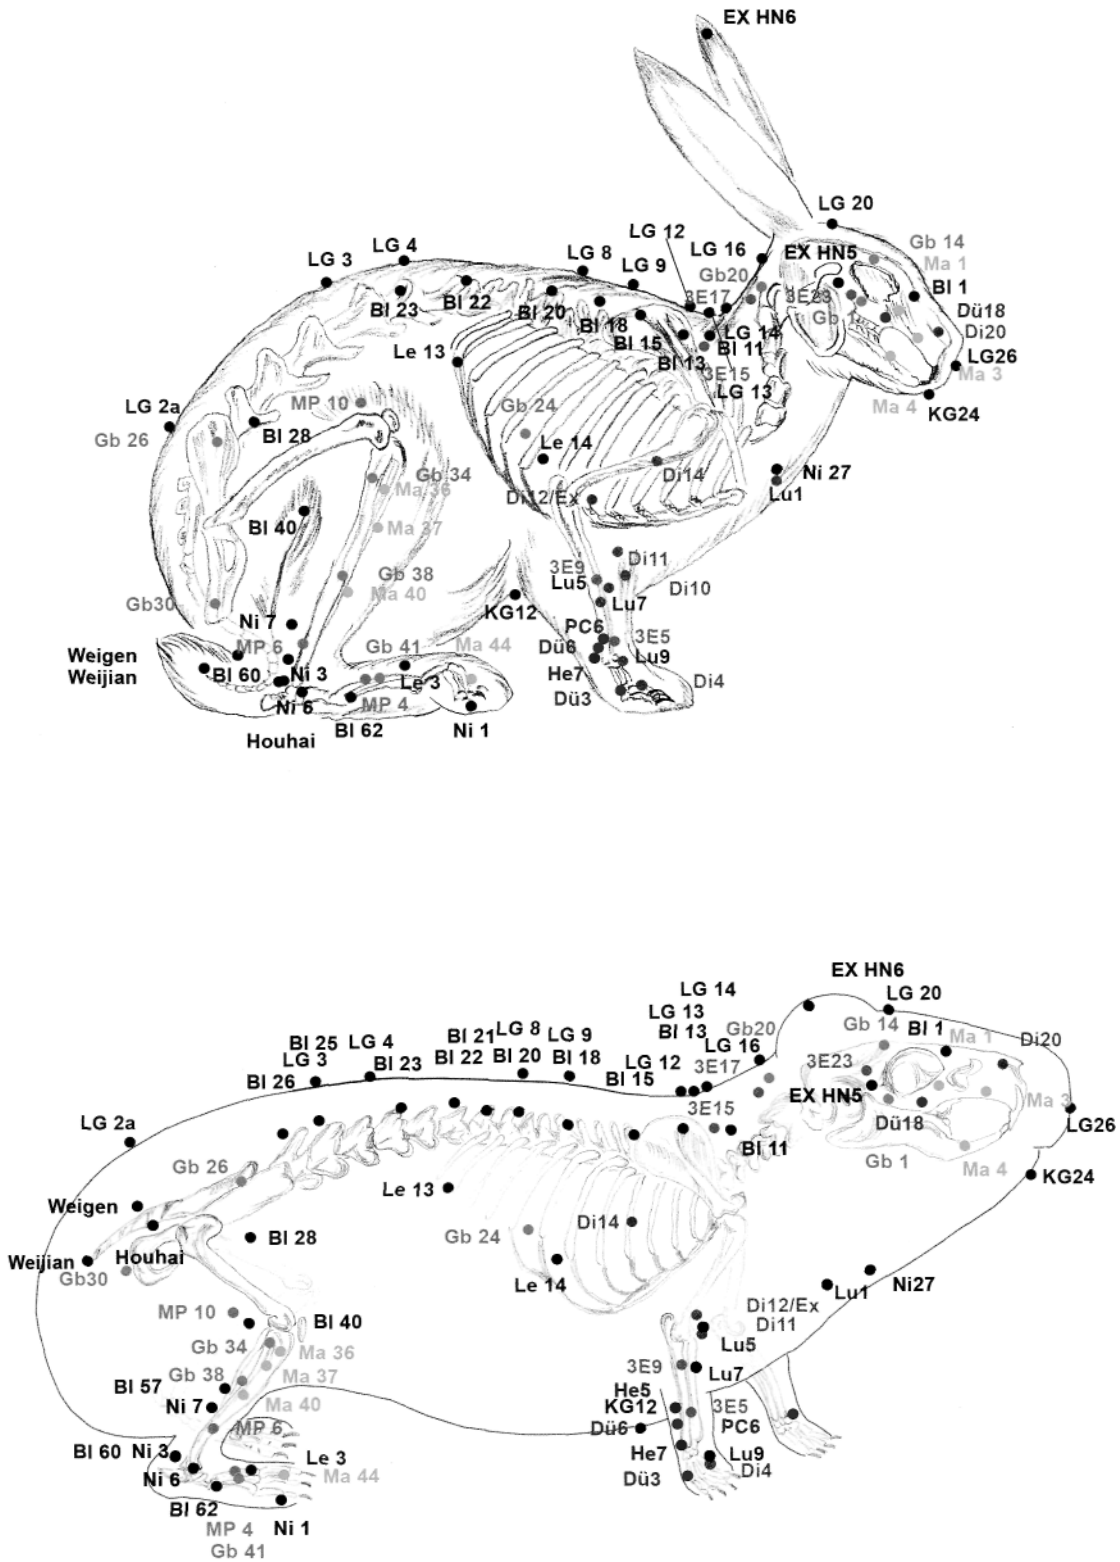 EX HN6
LG 20
LG 12
LG 16
EX HN5
Gb 14
Ma 1
LG 4
LG 8
LG 9
LG 3
Gb20
3E17
3E23
Gb 1
Bl 1
Bl 23
Bl 22
Bl 20
Bl 18
Bl 15
LG 14
Bl 11
Bl 13
3E15
LG 13
Dü18
Di20
LG26
Ma 3
Ma 4
KG24
Le 13
MP 10
LG 2a
Gb 26
Bl 28
Gb 24
Le 14
Di14
Gb 34
Ma 36
Di12/Ex
Ni 27
Lu1
Bl 40
Ma 37
Di11
3E9
Lu5
Di10
Gb 38
Ma 40
Gb30
KG12
Lu7
Ni 7
PC6
3E5
MP 6
Gb 41
Ma 44
Dü6
Lu9
Weigen
Weijian
Bl 60
Ni 3
Le 3
He7
Di4
Ni 6
MP 4
Dü3
Houhai
Bl 62
Ni 1
EX HN6
LG 20
LG 14
LG 13
Bl 13
Gb20
Gb 14
Bl 1
Ma 1
Di20
Bl 25
LG 3
LG 4
Bl 26
Bl 23
Bl 21
Bl 22
LG 8
Bl 20
LG 9
Bl 18
LG 12
LG 16
Bl 15
3E17
3E23
3E15
EX HN5
Ma 3
LG26
LG 2a
Dü18
Bl 11
Gb 1
Ma 4
KG24
Gb 26
Le 13
Weigen
Weijian
Houhai
Gb30
Bl 28
Gb 24
Di14
Le 14
Lu1
Ni27
MP 10
Bl 40
Di12/Ex
Di11
Gb 34
Ma 36
Lu5
Gb 38
Ma 37
3E9
Lu7
Bl 57
Ma 40
He5
Ni 7
KG12
3E5
MP 6
Dü6
PC6
Bl 60
Ni 3
Le 3
He7
Lu9
Ni 6
Ma 44
Dü3
Di4
Bl 62
MP 4
Ni 1
Gb 41